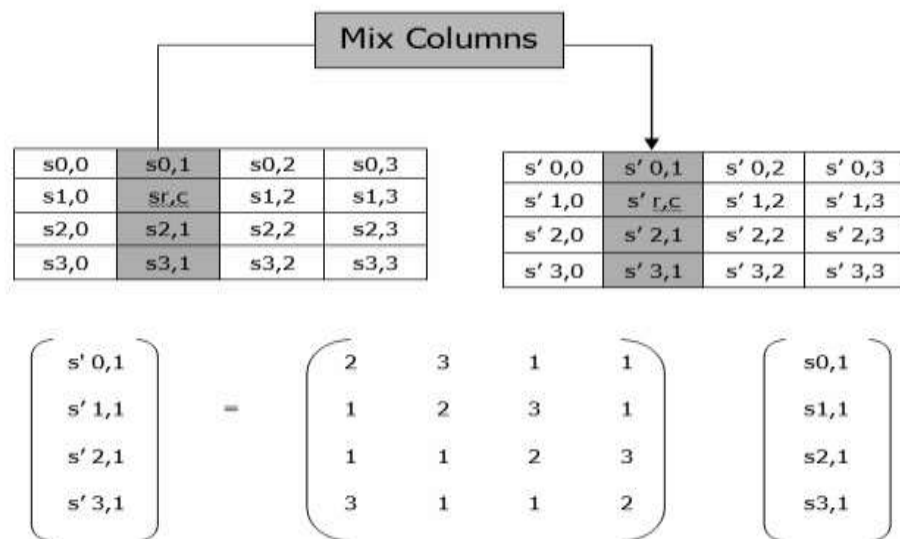 Mix Columns
s0,0 s0,1 s0,2 s0,3
s1,0 sr,c s1,2 s1,3
s2,0 s2,1 s2,2 s2,3
s3,0 s3,1 s3,2 s3,3
s' 0,0 s' 0,1 s' 0,2 s' 0,3
s' 1,0 s' r,c s' 1,2 s' 1,3
s' 2,0 s' 2,1 s' 2,2 s' 2,3
s' 3,0 s' 3,1 s' 3,2 s' 3,3
s' 0,1 2 3 1 1 s0,1
s' 1,1 = 1 2 3 1 s1,1
s' 2,1 1 1 2 3 s2,1
s' 3,1 3 1 1 2 s3,1